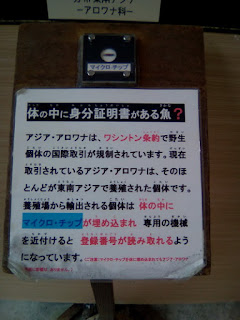 ーアロワナ科ー
マイクロ・チップ
体の中に身分証明書がある魚？
アジア・アロワナは、ワシントン条約で野生
個体の国際取引が規制されています。現在
取引されているアジア・アロワナは、そのほ
とんどが東南アジアで養殖された個体です。
養殖場から輸出される個体は 体の中に
マイクロ・チップが埋め込まれ 専用の機械
を近付けると 登録番号が読み取れるよう
になっています。